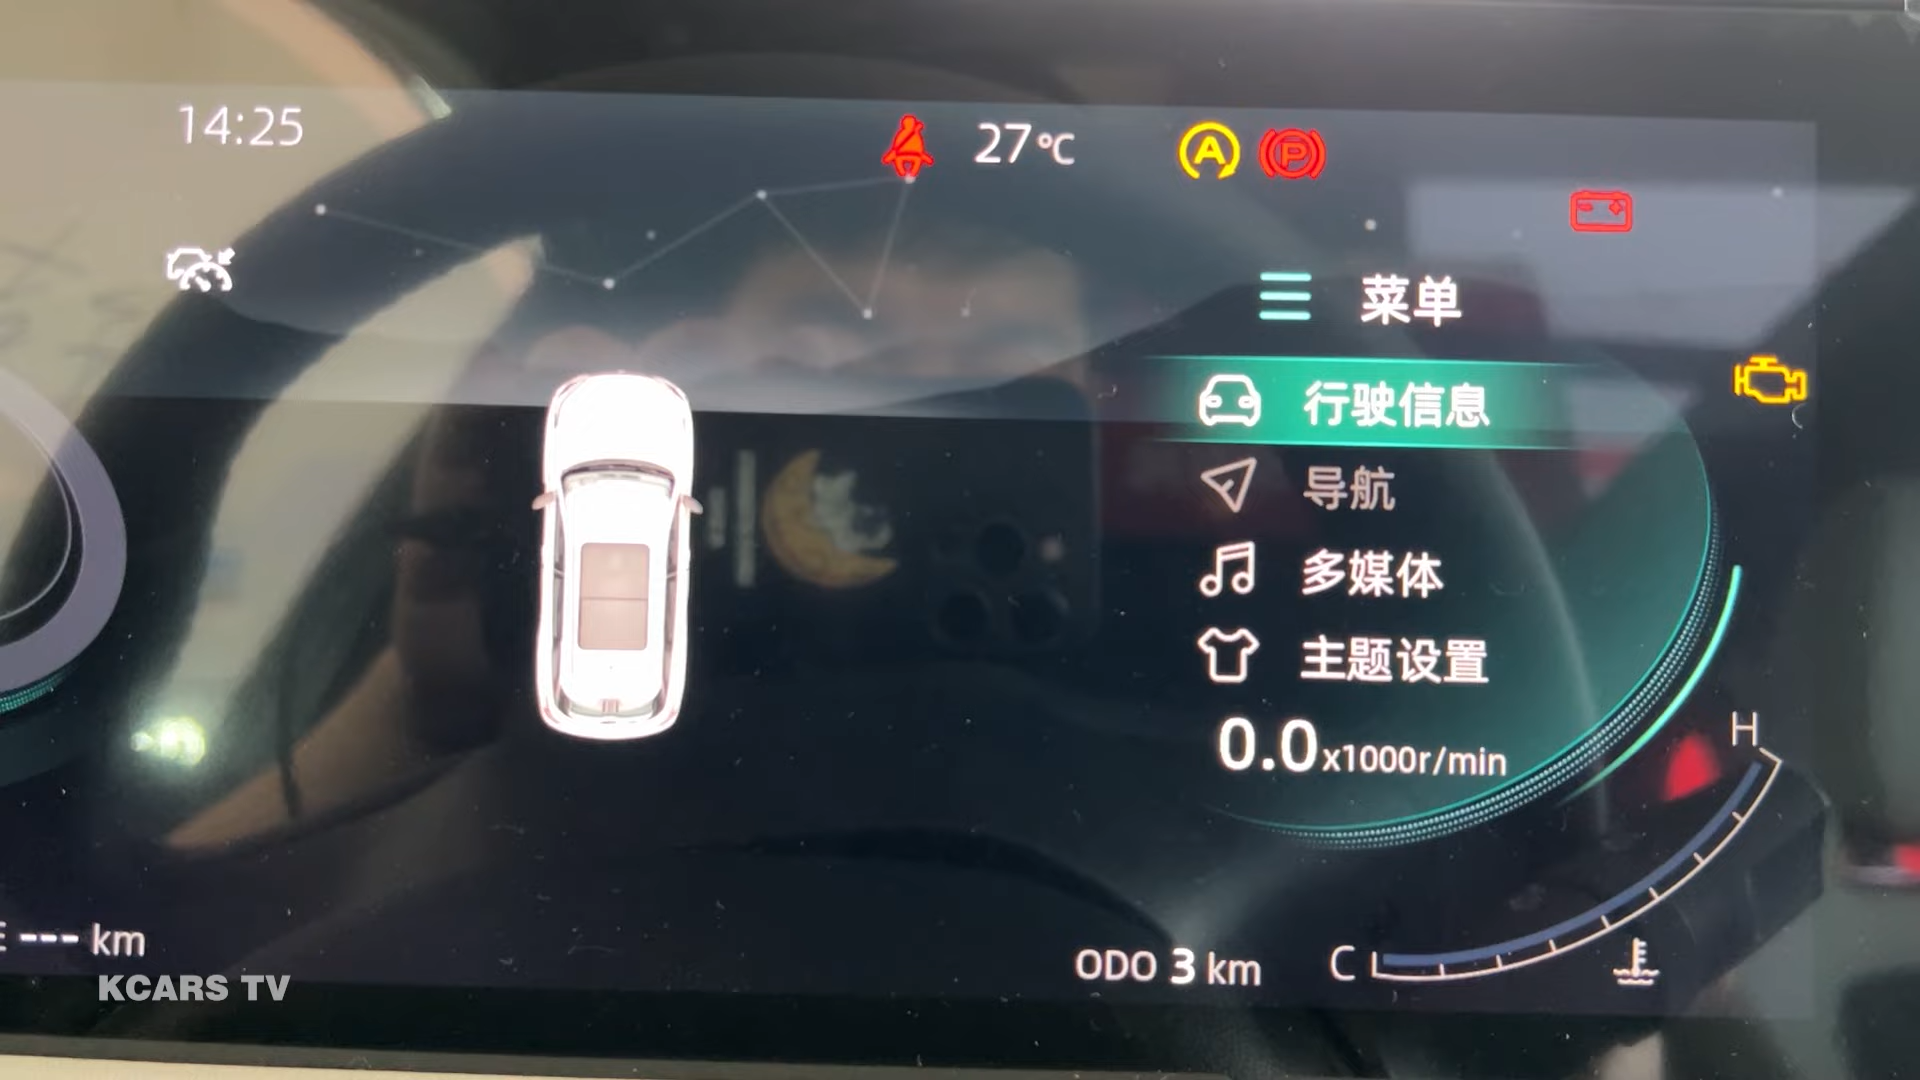 14:25
27°C
A
P
菜单
行驶信息
导航
多媒体
主题设置
0.0x1000r/min
H
--- km
ODO 3 km
C
KCARS TV